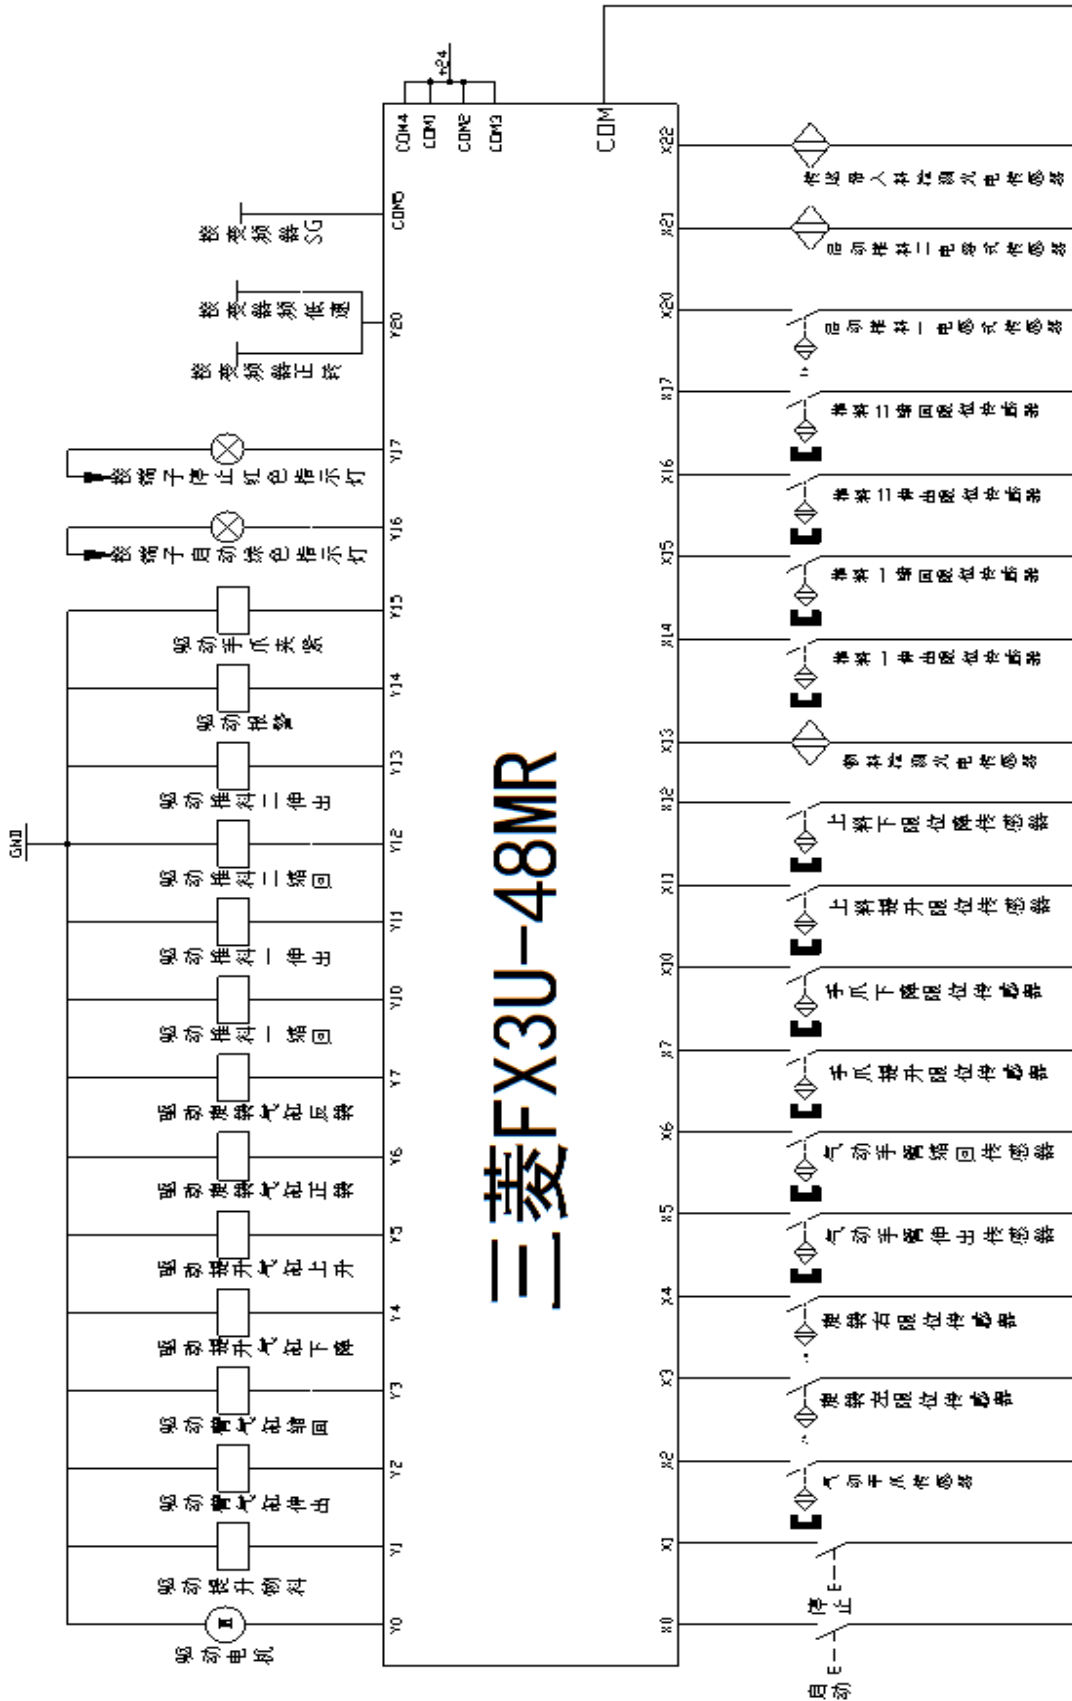 +24
COM4
COM1
COM2
COM3
COM
COM5
接变频器SG
Y20
接变器频低速
接变频器正转
Y17
接端子停止红色指示灯
Y16
接端子启动绿色指示灯
Y15
驱动手爪夹紧
Y14
驱动报警
Y13
驱动推料二伸出
GND
Y12
驱动推料二缩回
Y11
驱动推料一伸出
Y10
驱动推料一缩回
Y7
驱动旋转气缸反转
Y6
驱动旋转气缸正转
Y5
驱动提升气缸上升
Y4
驱动提升气缸下降
Y3
驱动臂气缸缩回
Y2
驱动臂气缸伸出
Y1
驱动提升物料
Y0
驱动电机
三菱FX3U-48MR
X22
传送带入料检测光电传感器
X21
启动推料二电容式传感器
X20
启动推料一电感式传感器
X17
推料II缩回限位传感器
X16
推料II伸出限位传感器
X15
推料I缩回限位传感器
X14
推料I伸出限位传感器
X13
物料检测光电传感器
X12
上料下限位降传感器
X11
上料提升限位传感器
X10
手爪下降限位传感器
X7
手爪提升限位传感器
X6
气动手臂缩回传感器
X5
气动手臂伸出传感器
X4
旋转右限位传感器
X3
旋转左限位传感器
X2
气动手爪传感器
X1
停止
X0
启动